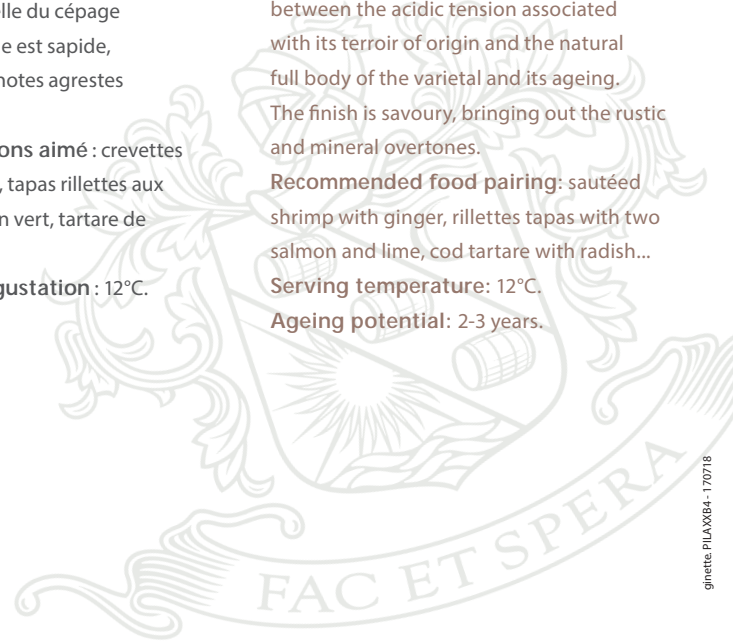 elle du cépage
e est sapide,
notes agrestes
ons aimé : crevettes
, tapas rillettes aux
n vert, tartare de
gustation : 12°C.
between the acidic tension associated
with its terroir of origin and the natural
full body of the varietal and its ageing.
The finish is savoury, bringing out the rustic
and mineral overtones.
Recommended food pairing: sautéed
shrimp with ginger, rillettes tapas with two
salmon and lime, cod tartare with radish...
Serving temperature: 12°C.
Ageing potential: 2-3 years.
FAC ET SPERA
ginette. PILAXXB4 - 170718